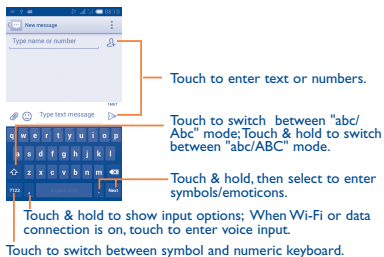 08:10
New message
Type name or number
Touch to enter text or numbers.
Type text message
Touch to switch between "abc/
Abc" mode; Touch & hold to switch
between "abc/ABC" mode.
q w e r t y u i o p
a s d f g h j k l
z x c v b n m
Touch & hold, then select to enter
symbols/emoticons.
?123
Next
Touch & hold to show input options; When Wi-Fi or data
connection is on, touch to enter voice input.
Touch to switch between symbol and numeric keyboard.